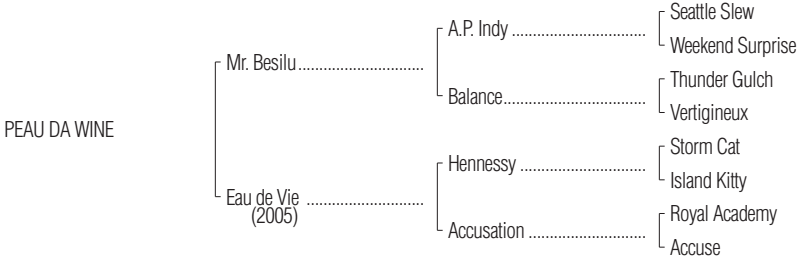 Seattle Slew
A.P. Indy
Weekend Surprise
Mr. Besilu
Thunder Gulch
Balance
Vertigineux
PEAU DA WINE
Storm Cat
Hennessy
Island Kitty
Eau de Vie
(2005)
Royal Academy
Accusation
Accuse